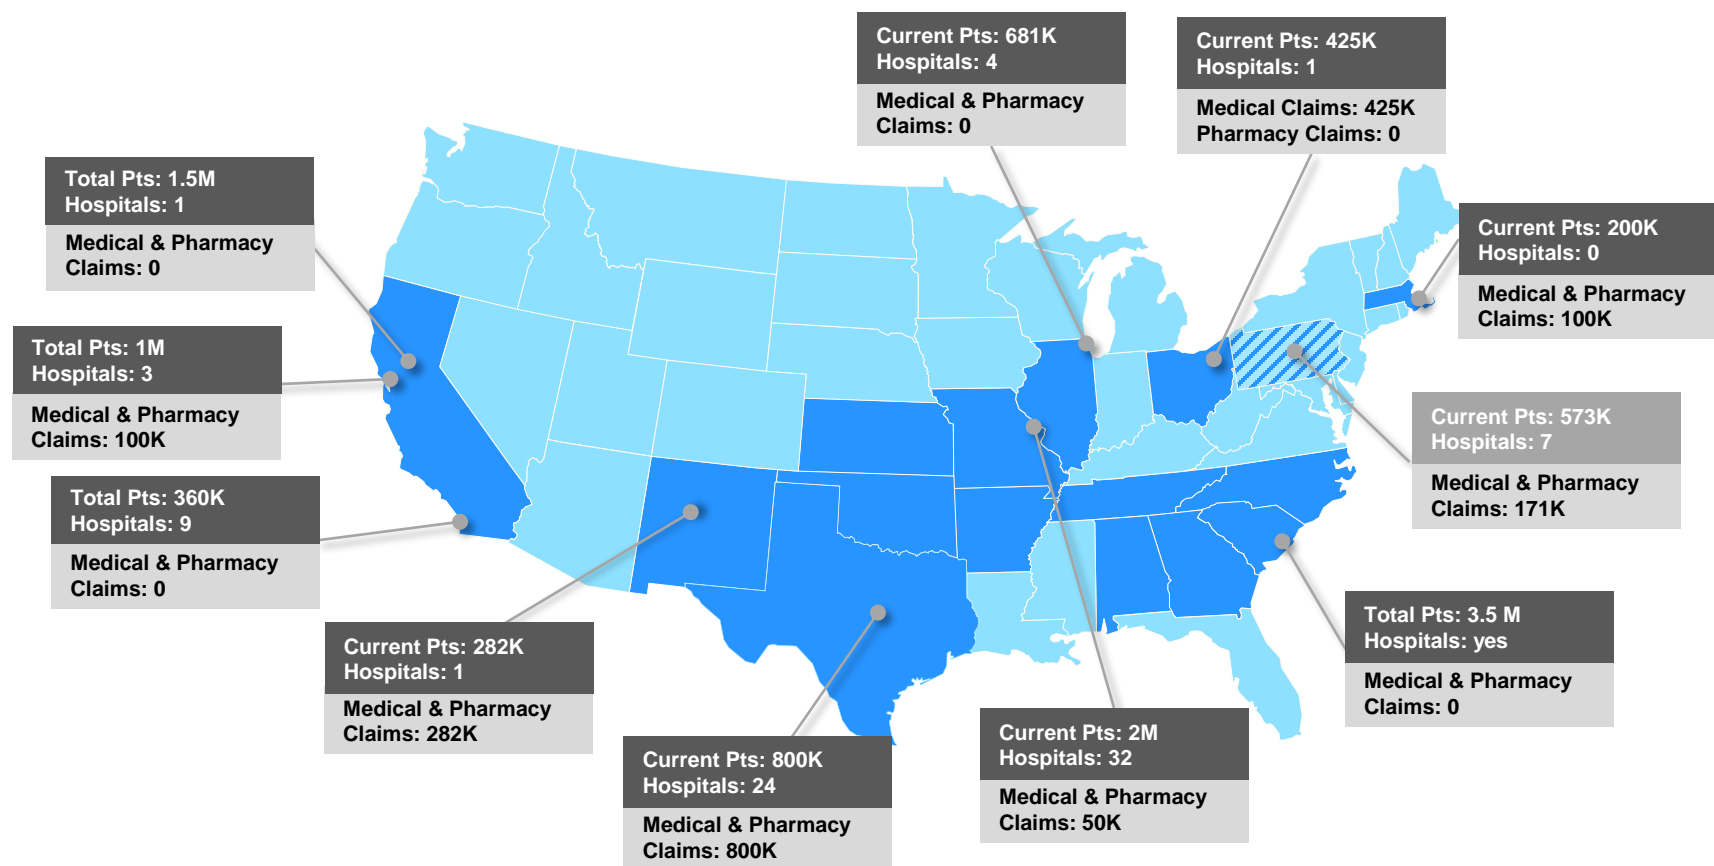 Current Pts: 681K
Hospitals: 4
Medical & Pharmacy
Claims: 0
Current Pts: 425K
Hospitals: 1
Medical Claims: 425K
Pharmacy Claims: 0
Total Pts: 1.5M
Hospitals: 1
Medical & Pharmacy
Claims: 0
Current Pts: 200K
Hospitals: 0
Medical & Pharmacy
Claims: 100K
Total Pts: 1M
Hospitals: 3
Medical & Pharmacy
Claims: 100K
Current Pts: 573K
Hospitals: 7
Medical & Pharmacy
Claims: 171K
Total Pts: 360K
Hospitals: 9
Medical & Pharmacy
Claims: 0
Total Pts: 3.5 M
Hospitals: yes
Medical & Pharmacy
Claims: 0
Current Pts: 282K
Hospitals: 1
Medical & Pharmacy
Claims: 282K
Current Pts: 2M
Hospitals: 32
Medical & Pharmacy
Claims: 50K
Current Pts: 800K
Hospitals: 24
Medical & Pharmacy
Claims: 800K